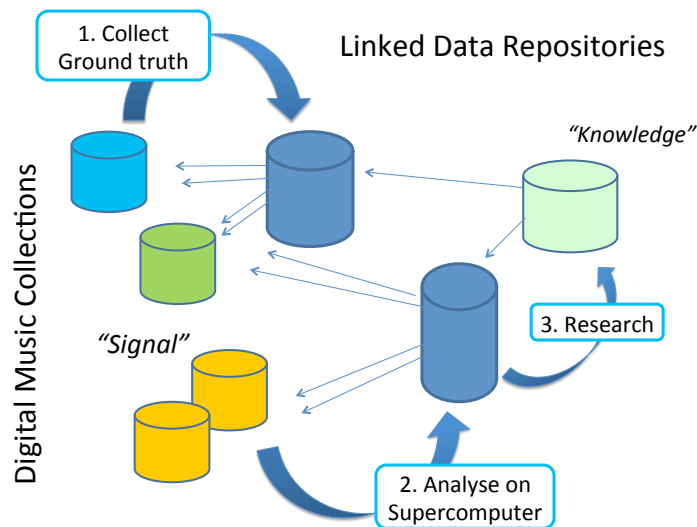 1. Collect
Ground truth
Linked Data Repositories
“Knowledge”
Digital Music Collections
“Signal”
3. Research
2. Analyse on
Supercomputer